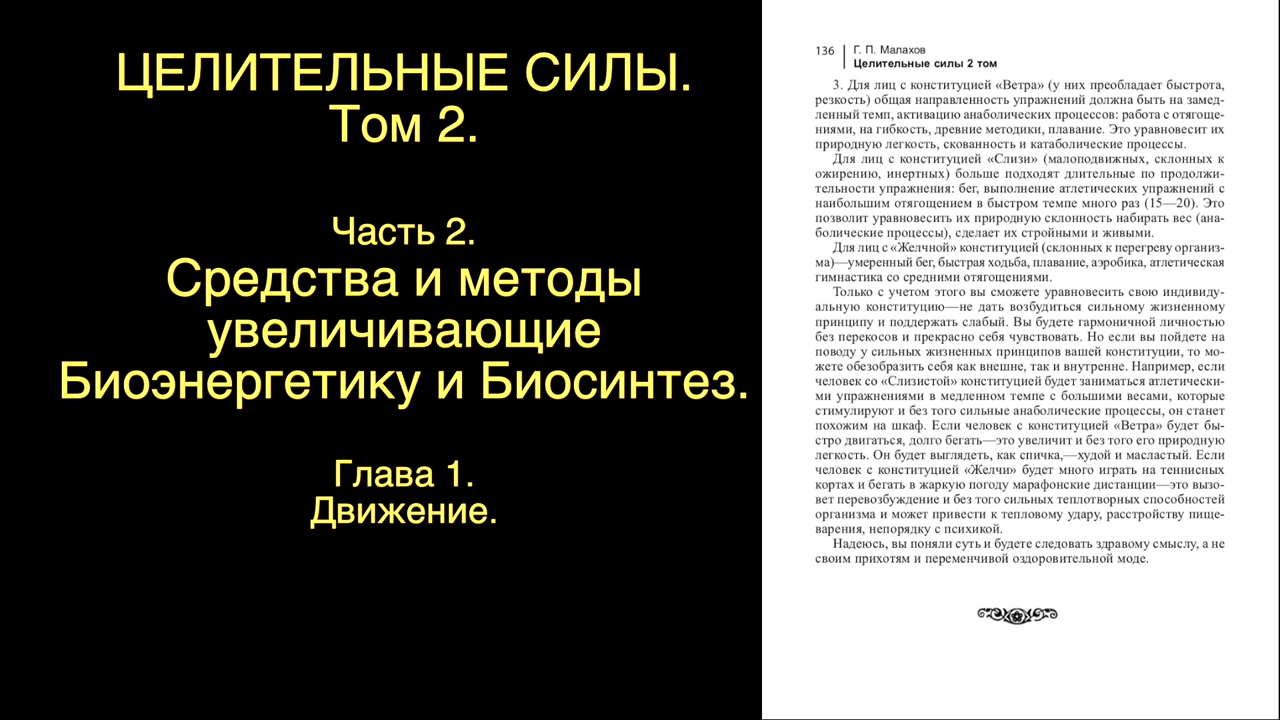 ЦЕЛИТЕЛЬНЫЕ СИЛЫ.
Том 2.
Часть 2.
Средства и методы
увеличивающие
Биоэнергетику и Биосинтез.
Глава 1.
Движение.
136 Г. П. Малахов
Целительные силы 2 том
3. Для лиц с конституцией «Ветра» (у них преобладает быстрота,
резкость) общая направленность упражнений должна быть на замед-
ленный темп, активацию анаболических процессов: работа с отягоще-
ниями, на гибкость, древние методики, плавание. Это уравновесит их
природную легкость, скованность и катаболические процессы.
Для лиц с конституцией «Слизи» (малоподвижных, склонных к
ожирению, инертных) больше подходят длительные по продолжи-
тельности упражнения: бег, выполнение атлетических упражнений с
наибольшим отягощением в быстром темпе много раз (15—20). Это
позволит уравновесить их природную склонность набирать вес (ана-
болические процессы), сделает их стройными и живыми.
Для лиц с «Желчной» конституцией (склонных к перегреву организ-
ма)—умеренный бег, быстрая ходьба, плавание, аэробика, атлетическая
гимнастика со средними отягощениями.
Только с учетом этого вы сможете уравновесить свою индивиду-
альную конституцию—не дать возбудиться сильному жизненному
принципу и поддержать слабый. Вы будете гармоничной личностью
без перекосов и прекрасно себя чувствовать. Но если вы пойдете на
поводу у сильных жизненных принципов вашей конституции, то мо-
жете обезобразить себя как внешне, так и внутренне. Например, если
человек со «Слизистой» конституцией будет заниматься атлетически-
ми упражнениями в медленном темпе с большими весами, которые
стимулируют и без того сильные анаболические процессы, он станет
похожим на шкаф. Если человек с конституцией «Ветра» будет бы-
стро двигаться, долго бегать—это увеличит и без того его природную
легкость. Он будет выглядеть, как спичка,—худой и масластый. Если
человек с конституцией «Желчи» будет много играть на теннисных
кортах и бегать в жаркую погоду марафонские дистанции—это вызо-
вет перевозбуждение и без того сильных теплотворных способностей
организма и может привести к тепловому удару, расстройству пище-
варения, непорядку с психикой.
Надеюсь, вы поняли суть и будете следовать здравому смыслу, а не
своим прихотям и переменчивой оздоровительной моде.